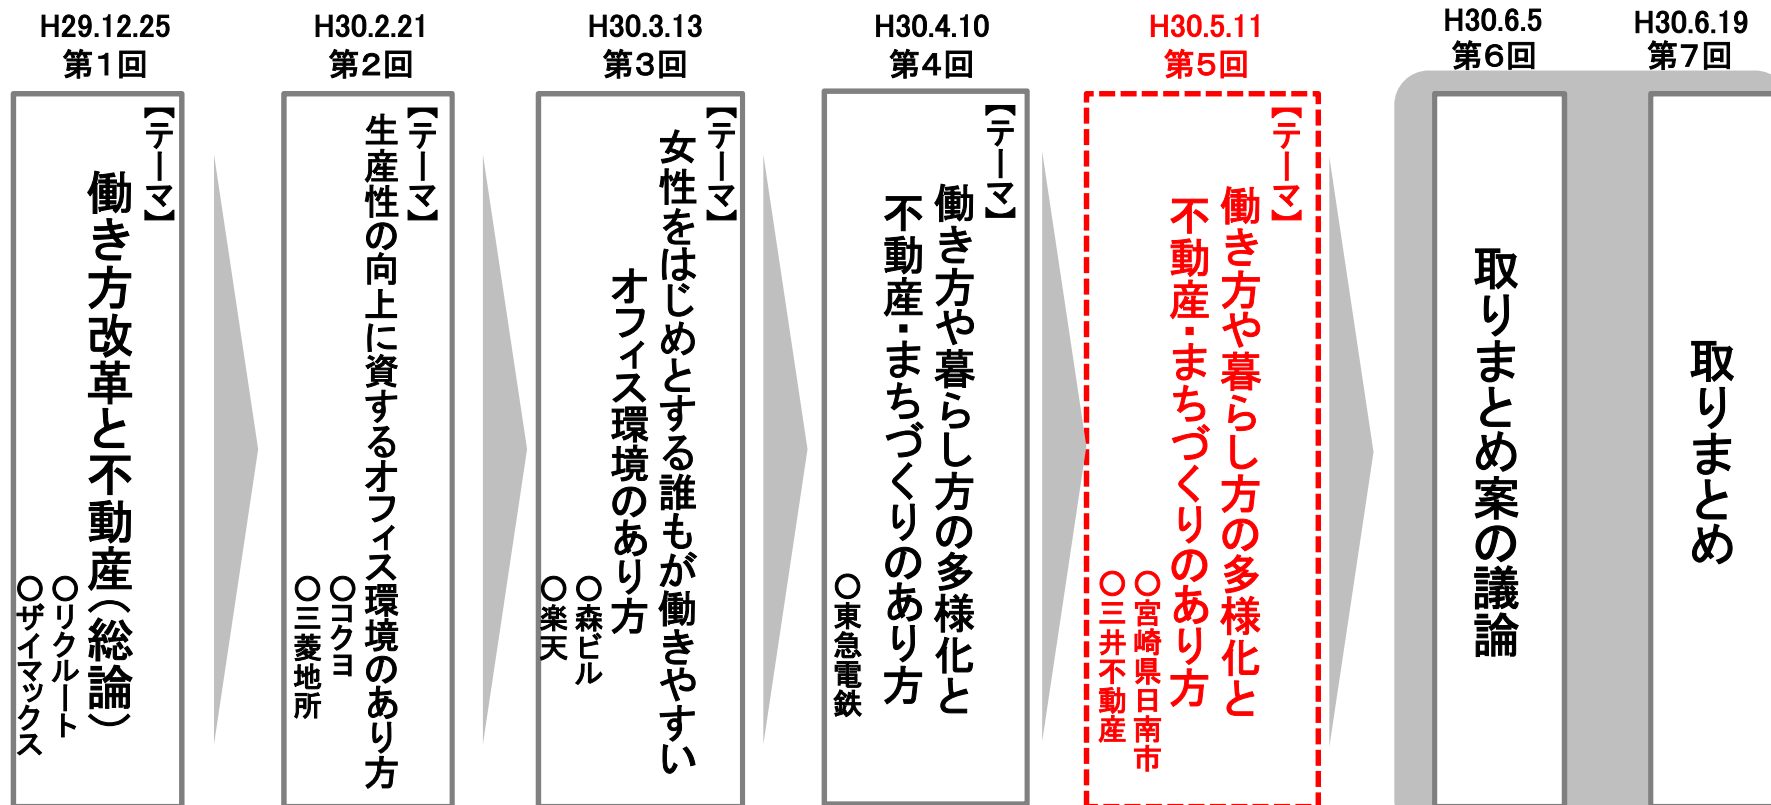 H29.12.25
第1回
【テーマ】
働き方改革と不動産(総論)
○リクルート
○ザイマックス
H30.2.21
第2回
【テーマ】
生産性の向上に資するオフィス環境のあり方
○コクヨ
○三菱地所
H30.3.13
第3回
【テーマ】
女性をはじめとする誰もが働きやすい
オフィス環境のあり方
○森ビル
○楽天
H30.4.10
第4回
【テーマ】
働き方や暮らし方の多様化と
不動産・まちづくりのあり方
○東急電鉄
H30.5.11
第5回
【テーマ】
働き方や暮らし方の多様化と
不動産・まちづくりのあり方
○宮崎県日南市
○三井不動産
H30.6.5
第6回
取りまとめ案の議論
H30.6.19
第7回
取りまとめ